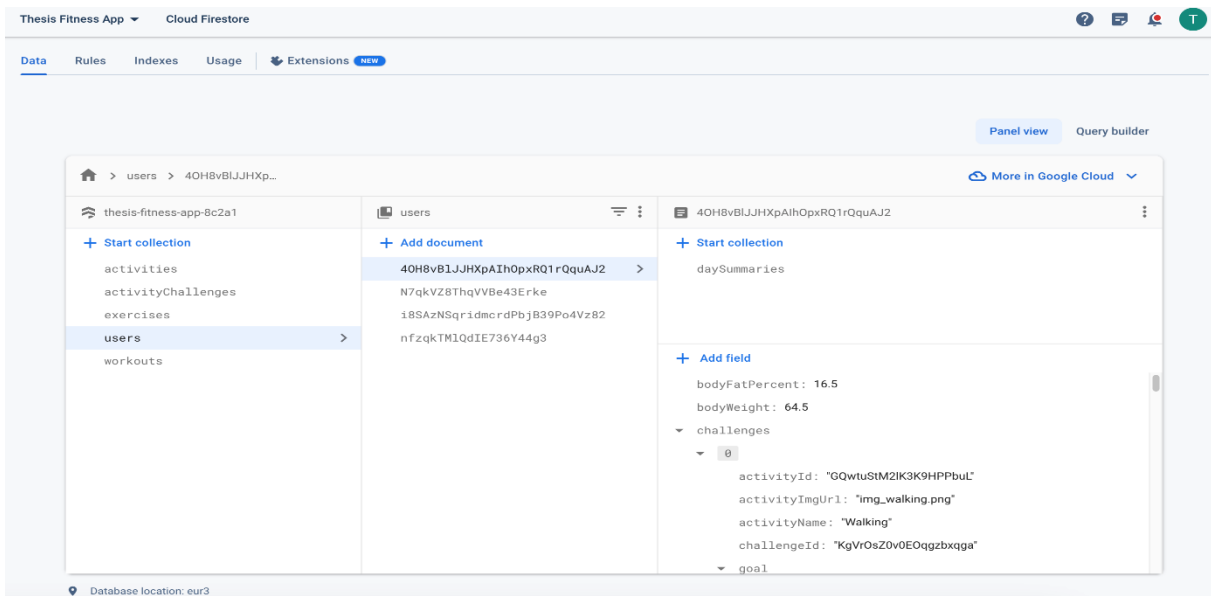 Thesis Fitness App Cloud Firestore
T
Data Rules Indexes Usage Extensions NEW
Panel view Query builder
> users > 4OH8vBlJJHXp...
More in Google Cloud
thesis-fitness-app-8c2a1
+ Start collection
activities
activityChallenges
exercises
users
workouts
users
+ Add document
4OH8vBlJJHXpAIhOpxRQ1rQquAJ2
N7qkVZ8ThqVVBe43Erke
i8SAzNSqridmcrdPbjB39Po4Vz82
nfzqkTMlQdIE736Y44g3
4OH8vBlJJHXpAIhOpxRQ1rQquAJ2
+ Start collection
daySummaries
+ Add field
bodyFatPercent: 16.5
bodyWeight: 64.5
challenges
0
activityId: "GQwtuStM2lK3K9HPPbuL"
activityImgUrl: "img_walking.png"
activityName: "Walking"
challengeId: "KgVrOsZ0v0EOqgzbxqga"
goal
Database location: eur3